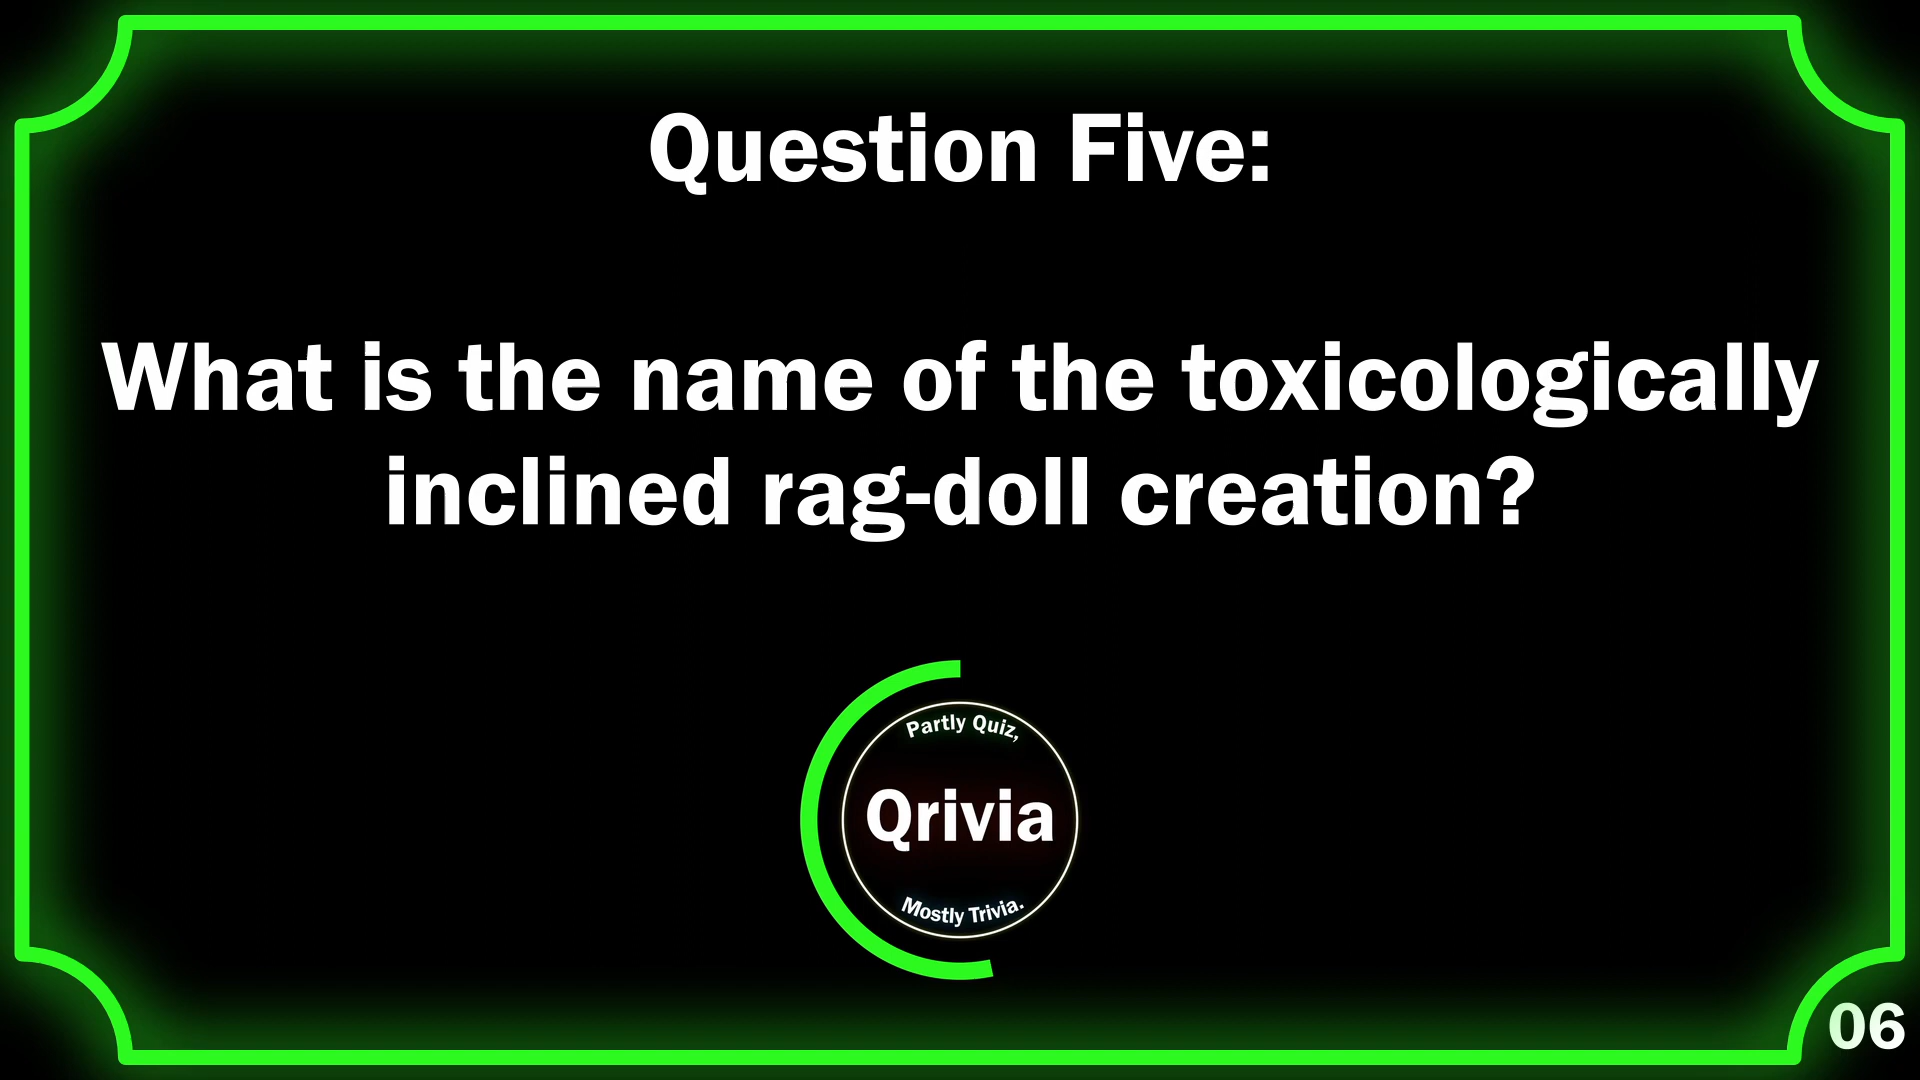 Question Five:
What is the name of the toxicologically
inclined rag-doll creation?
Partly Quiz,
Qrivia
Mostly Trivia.
06